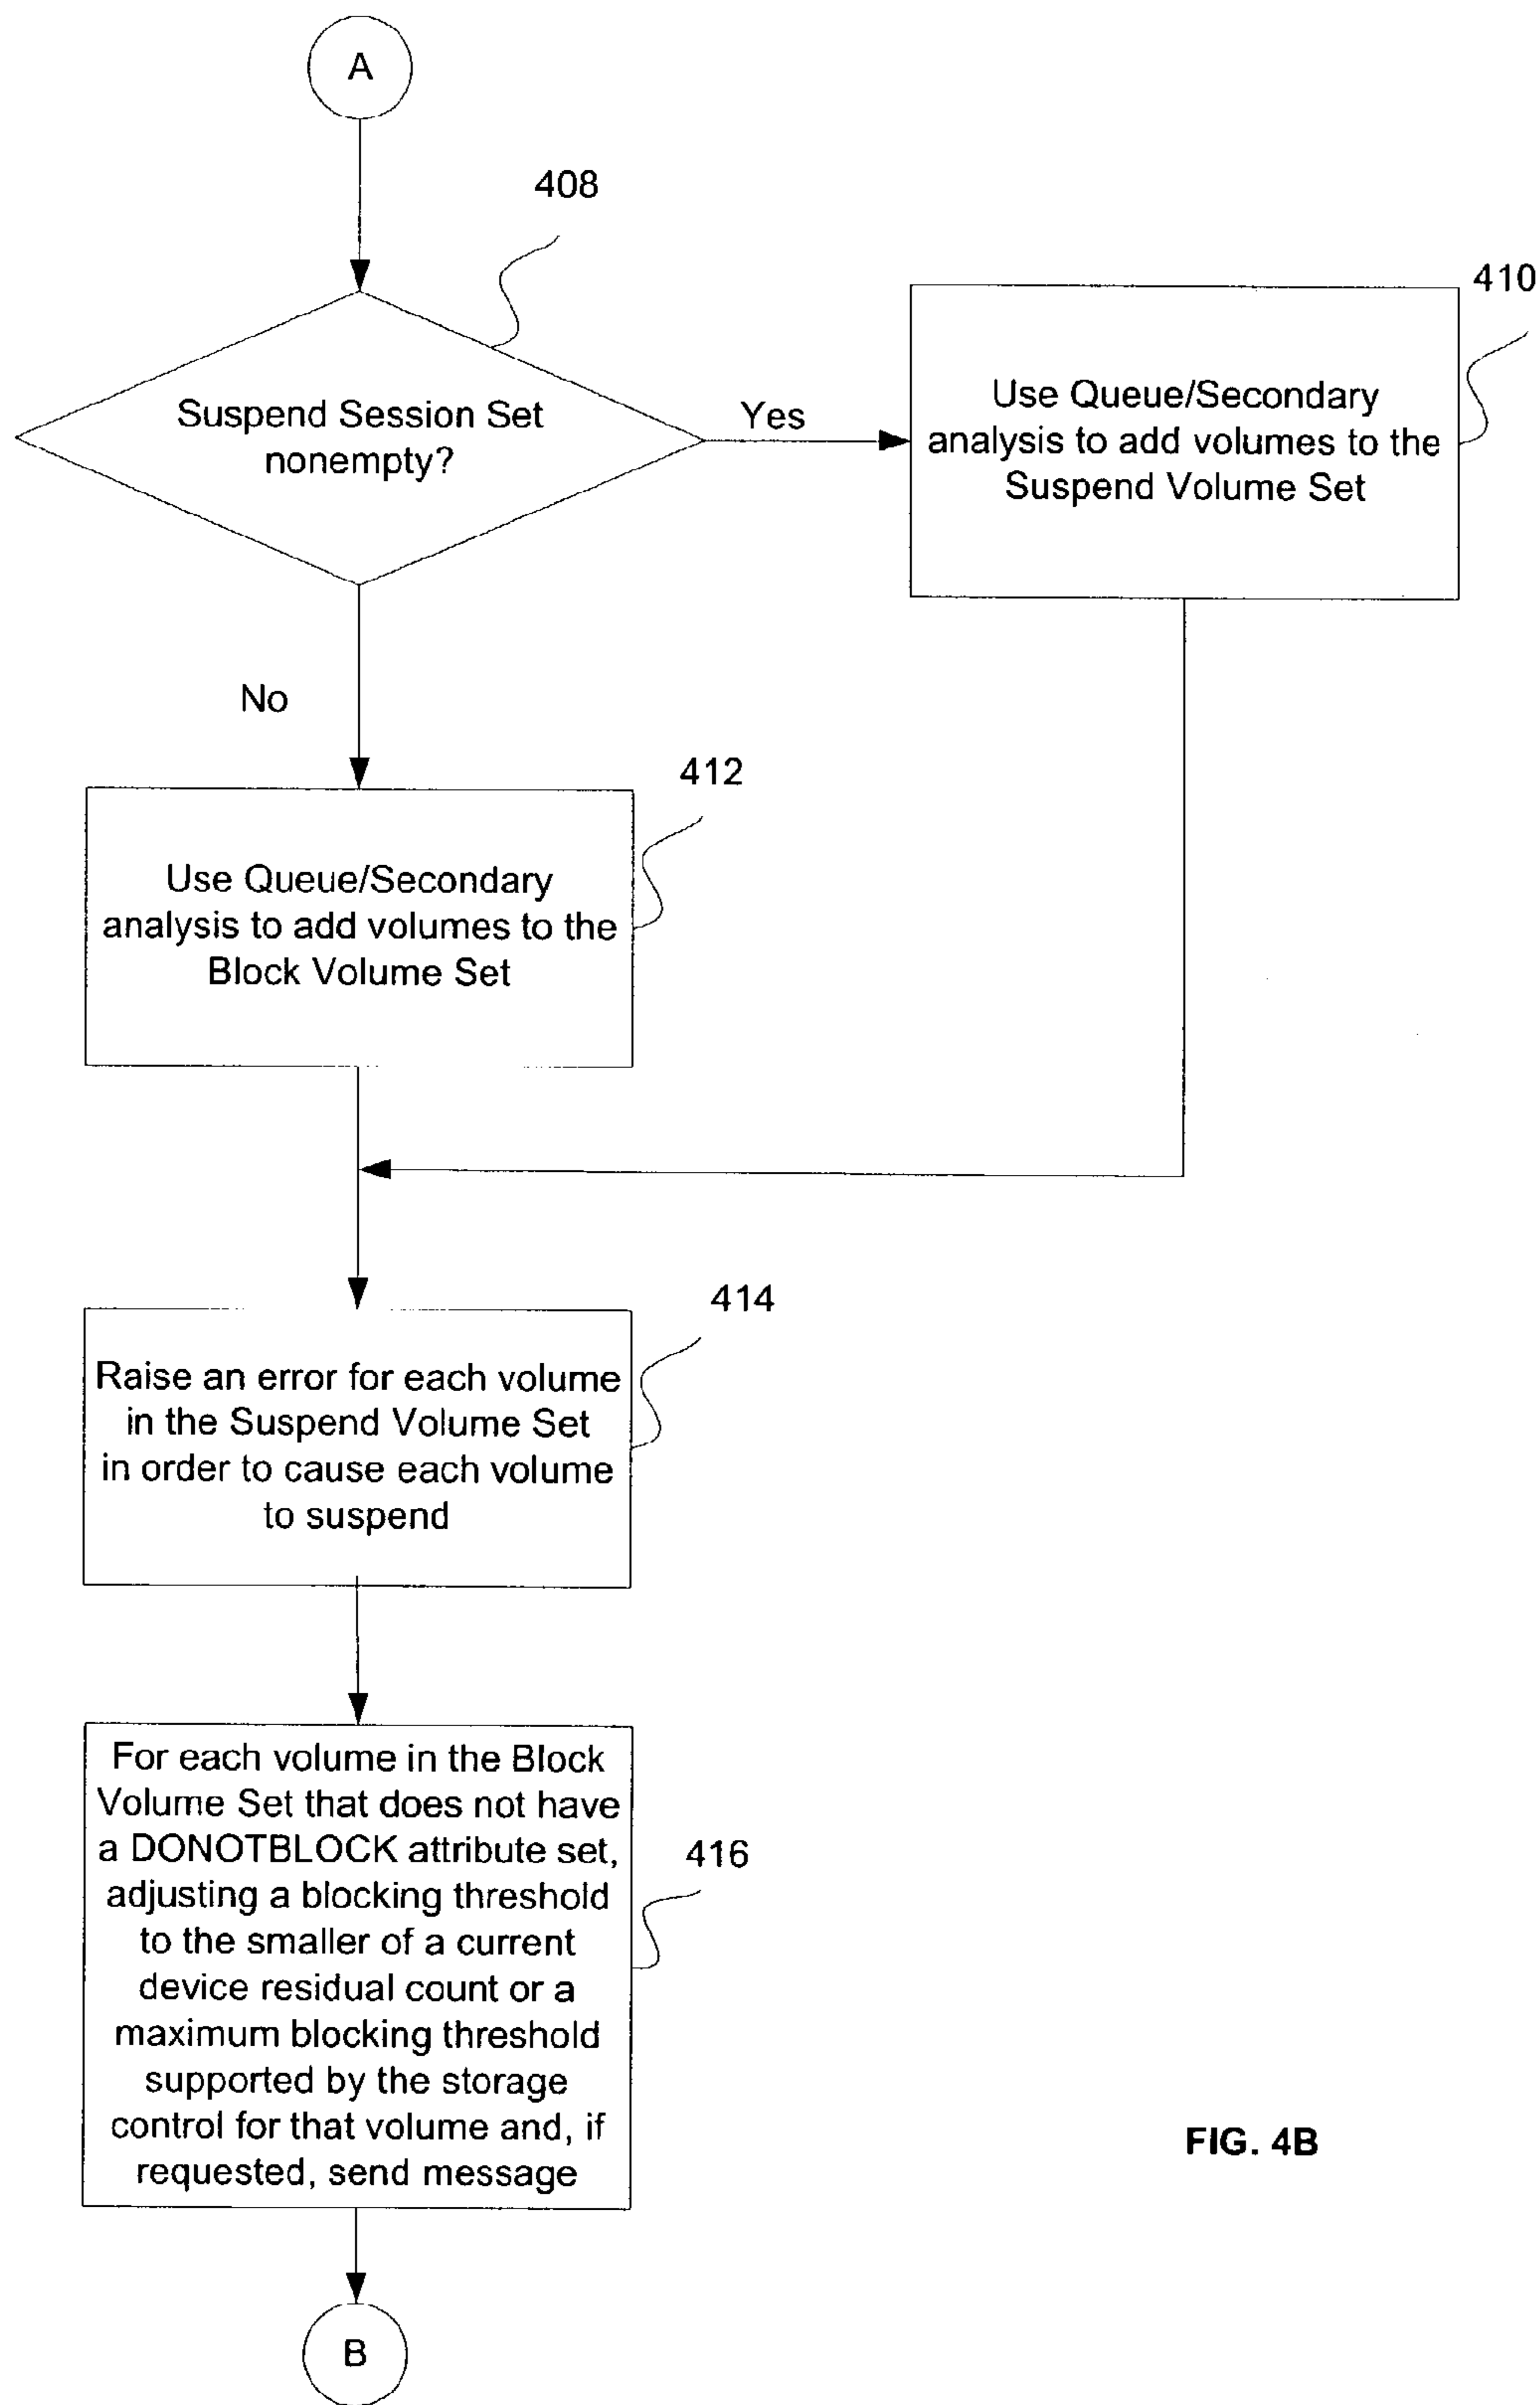 A
408
Suspend Session Set
nonempty?
Yes
410
Use Queue/Secondary
analysis to add volumes to the
Suspend Volume Set
No
412
Use Queue/Secondary
analysis to add volumes to the
Block Volume Set
414
Raise an error for each volume
in the Suspend Volume Set
in order to cause each volume
to suspend
416
For each volume in the Block
Volume Set that does not have
a DONOTBLOCK attribute set,
adjusting a blocking threshold
to the smaller of a current
device residual count or a
maximum blocking threshold
supported by the storage
control for that volume and, if
requested, send message
FIG. 4B
B